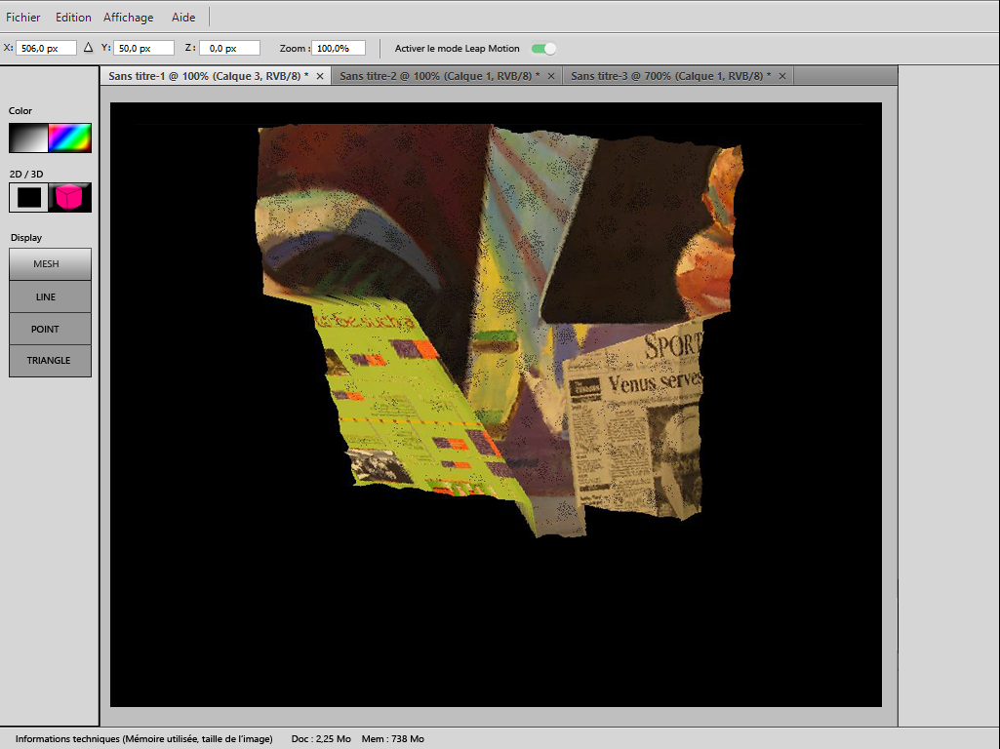 Fichier Edition Affichage Aide
X: 506,0 px Y: 50,0 px Z: 0,0 px Zoom : 100,0% Activer le mode Leap Motion
Sans titre-1 @ 100% (Calque 3, RVB/8) * × Sans titre-2 @ 100% (Calque 1, RVB/8) * × Sans titre-3 @ 700% (Calque 1, RVB/8) * ×
Color
2D / 3D
Display
MESH
LINE
POINT
TRIANGLE
SPORT
Venus serves
Informations techniques (Mémoire utilisée, taille de l'image) Doc : 2,25 Mo Mem : 738 Mo